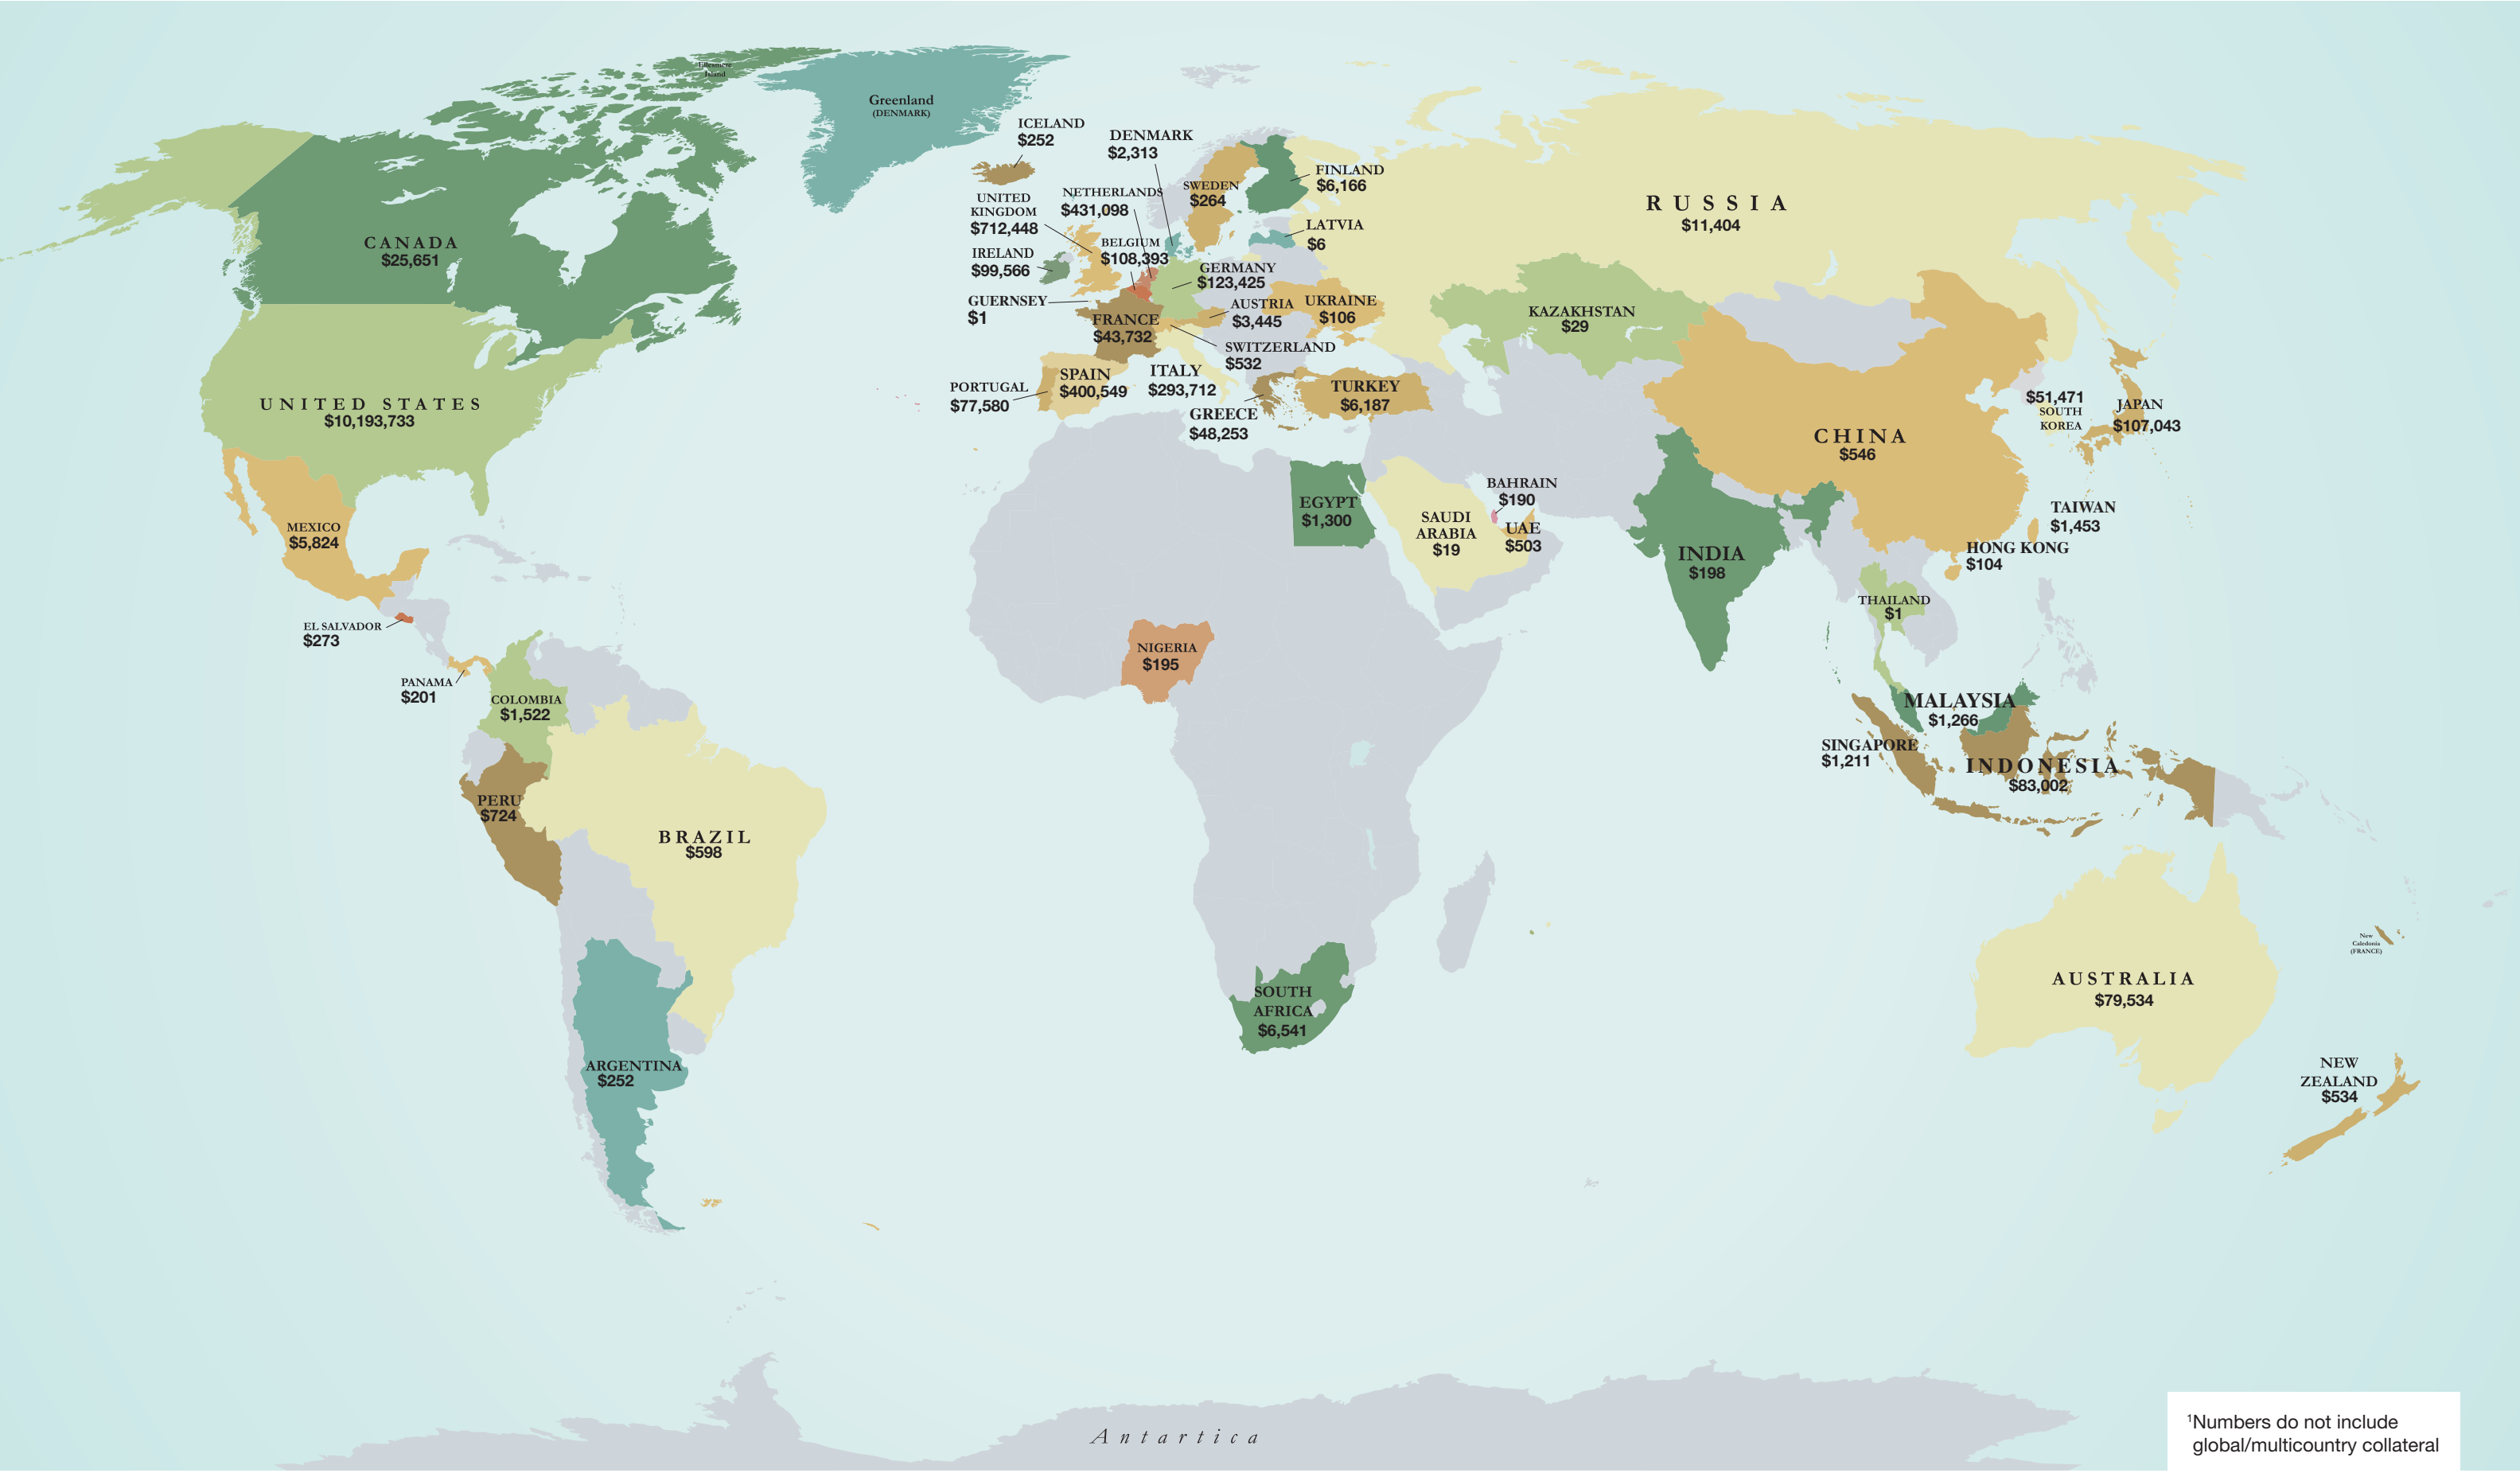 Ellesmere
Island
Greenland
(DENMARK)
ICELAND
$252
DENMARK
$2,313
FINLAND
$6,166
SWEDEN
$264
NETHERLANDS
$431,098
UNITED
KINGDOM
$712,448
LATVIA
$6
RUSSIA
$11,404
CANADA
$25,651
BELGIUM
$108,393
IRELAND
$99,566
GERMANY
$123,425
GUERNSEY
$1
AUSTRIA
$3,445
UKRAINE
$106
FRANCE
$43,732
KAZAKHSTAN
$29
SWITZERLAND
$532
PORTUGAL
$77,580
SPAIN
$400,549
ITALY
$293,712
TURKEY
$6,187
GREECE
$48,253
UNITED STATES
$10,193,733
$51,471
SOUTH
KOREA
JAPAN
$107,043
CHINA
$546
MEXICO
$5,824
EGYPT
$1,300
SAUDI
ARABIA
$19
BAHRAIN
$190
UAE
$503
TAIWAN
$1,453
HONG KONG
$104
INDIA
$198
THAILAND
$1
EL SALVADOR
$273
PANAMA
$201
COLOMBIA
$1,522
NIGERIA
$195
MALAYSIA
$1,266
SINGAPORE
$1,211
INDONESIA
$83,002
PERU
$724
BRAZIL
$598
New
Caledonia
(FRANCE)
AUSTRALIA
$79,534
SOUTH
AFRICA
$6,541
ARGENTINA
$252
NEW
ZEALAND
$534
Antartica
¹Numbers do not include
global/multicountry collateral